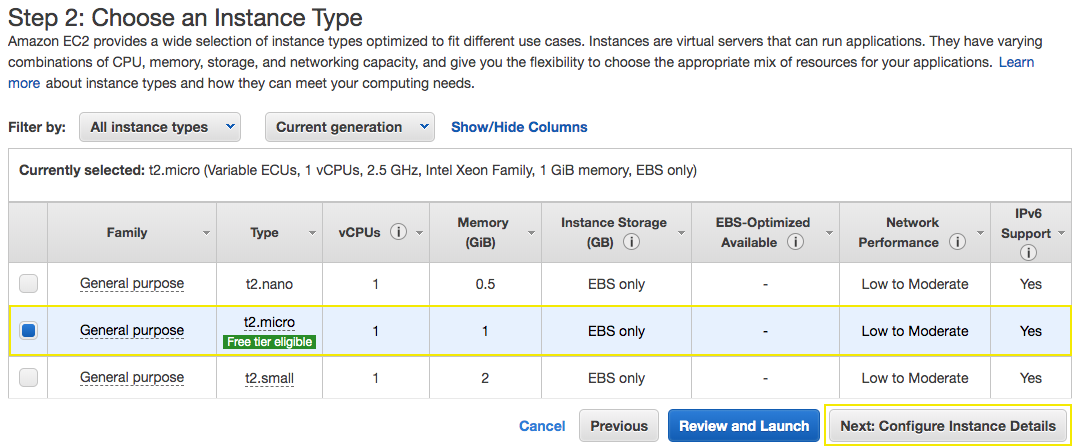 Step 2: Choose an Instance Type
Amazon EC2 provides a wide selection of instance types optimized to fit different use cases. Instances are virtual servers that can run applications. They have varying
combinations of CPU, memory, storage, and networking capacity, and give you the flexibility to choose the appropriate mix of resources for your applications. Learn
more about instance types and how they can meet your computing needs.
Filter by: All instance types Current generation Show/Hide Columns
Currently selected: t2.micro (Variable ECUs, 1 vCPUs, 2.5 GHz, Intel Xeon Family, 1 GiB memory, EBS only)
Family Type vCPUs i Memory (GiB) Instance Storage (GB) i EBS-Optimized Available i Network Performance i IPv6 Support i
General purpose t2.nano 1 0.5 EBS only - Low to Moderate Yes
General purpose t2.micro 1 1 EBS only - Low to Moderate Yes
Free tier eligible
General purpose t2.small 1 2 EBS only - Low to Moderate Yes
Cancel Previous Review and Launch Next: Configure Instance Details